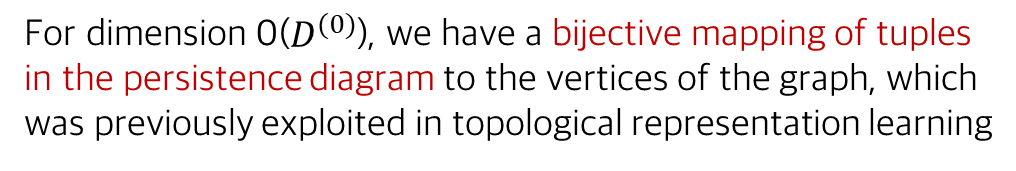 For dimension 0(D⁽⁰⁾), we have a bijective mapping of tuples
in the persistence diagram to the vertices of the graph, which
was previously exploited in topological representation learning